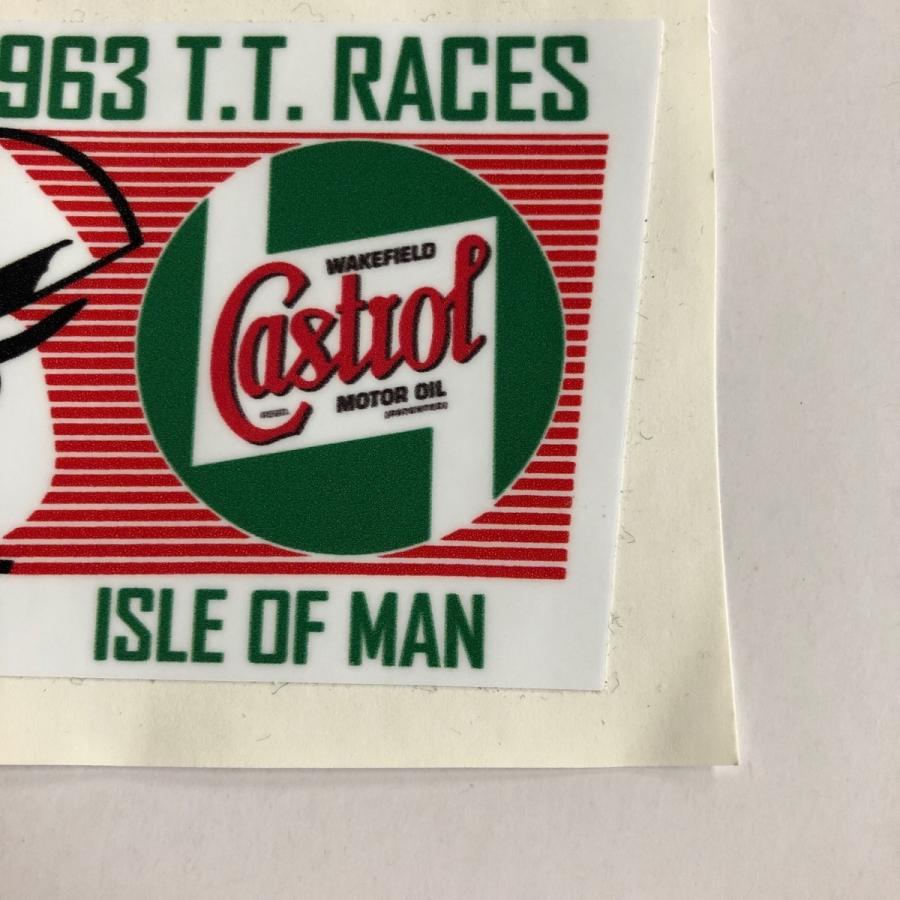 963 T.T. RACES
WAKEFIELD
Castrol
MOTOR OIL
ISLE OF MAN